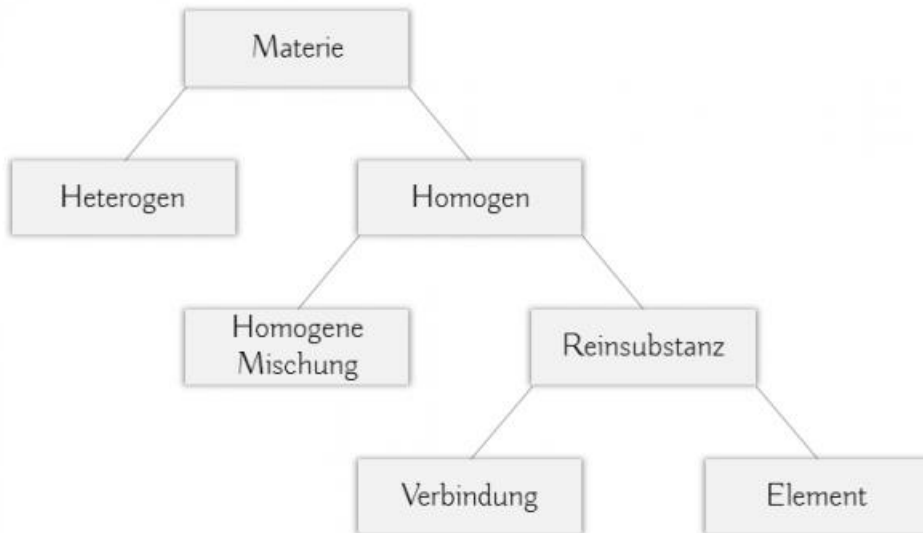 Materie
Heterogen
Homogen
Homogene
Mischung
Reinsubstanz
Verbindung
Element